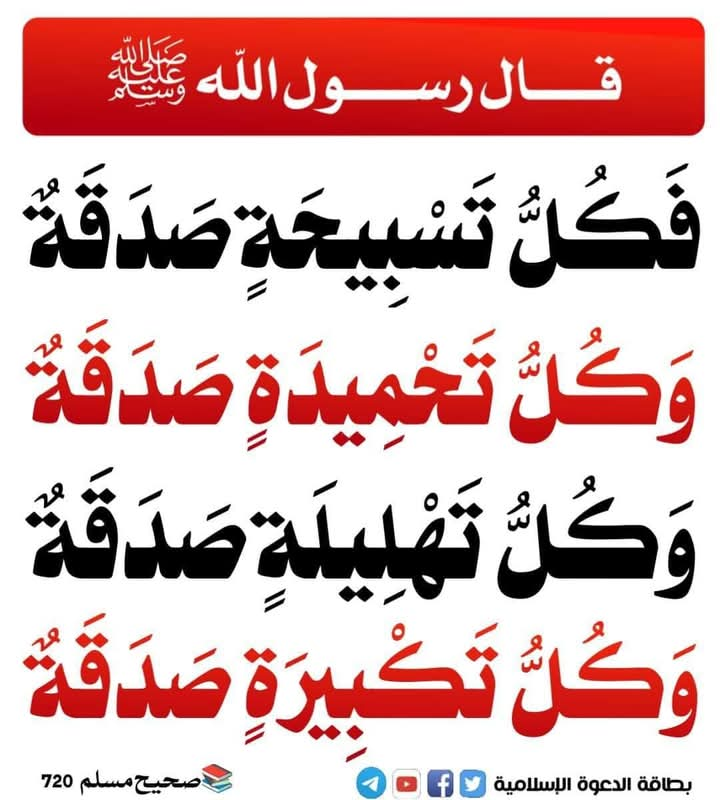 قال رسول الله ﷺ
فَكُلُّ تَسْبِيحَةٍ صَدَقَةٌ
وَكُلُّ تَحْمِيدَةٍ صَدَقَةٌ
وَكُلُّ تَهْلِيلَةٍ صَدَقَةٌ
وَكُلُّ تَكْبِيرَةٍ صَدَقَةٌ
بطاقة الدعوة الإسلامية صحيح مسلم 720